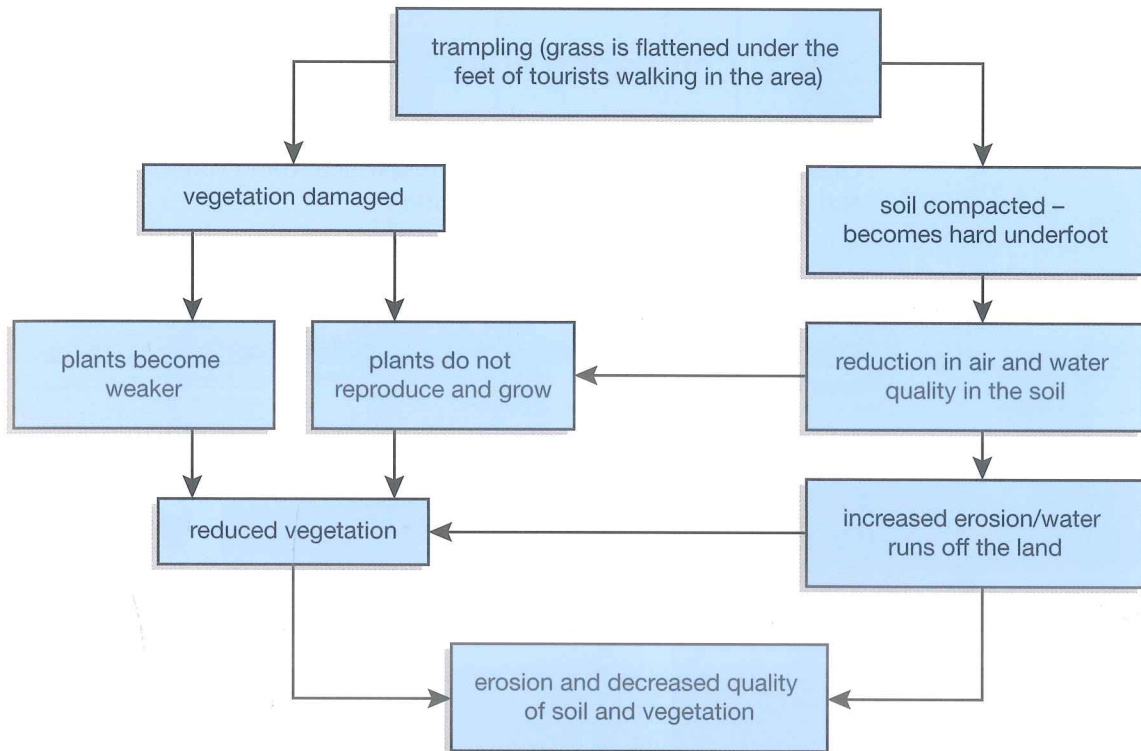 trampling (grass is flattened under the
feet of tourists walking in the area)
vegetation damaged
soil compacted –
becomes hard underfoot
plants become
weaker
plants do not
reproduce and grow
reduction in air and water
quality in the soil
reduced vegetation
increased erosion/water
runs off the land
erosion and decreased quality
of soil and vegetation